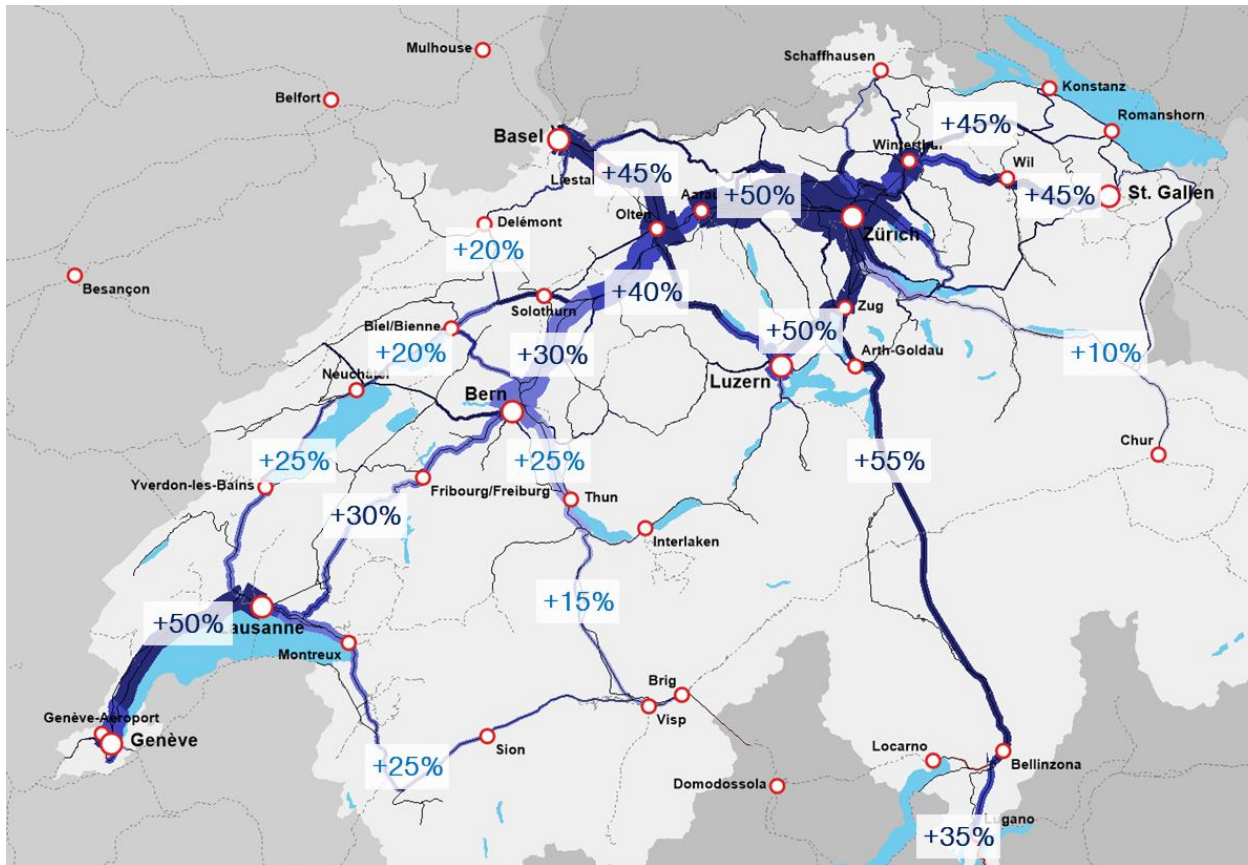 Mulhouse
Schaffhausen
Belfort
Konstanz
Romanshorn
+45%
Basel
Winterthur
Wil
Liestal
+45%
+50%
+45%
St. Gallen
Olten
Zürich
Delémont
+20%
Besançon
+40%
Solothurn
Zug
Biel/Bienne
+50%
+20%
+30%
+10%
Arth-Goldau
Luzern
Bern
Chur
+25%
+25%
+55%
Yverdon-les-Bains
Fribourg/Freiburg
Thun
+30%
Interlaken
+15%
+50%
Montreux
Brig
Visp
Genève-Aéroport
Genève
Sion
Locarno
Bellinzona
+25%
Domodossola
Lugano
+35%